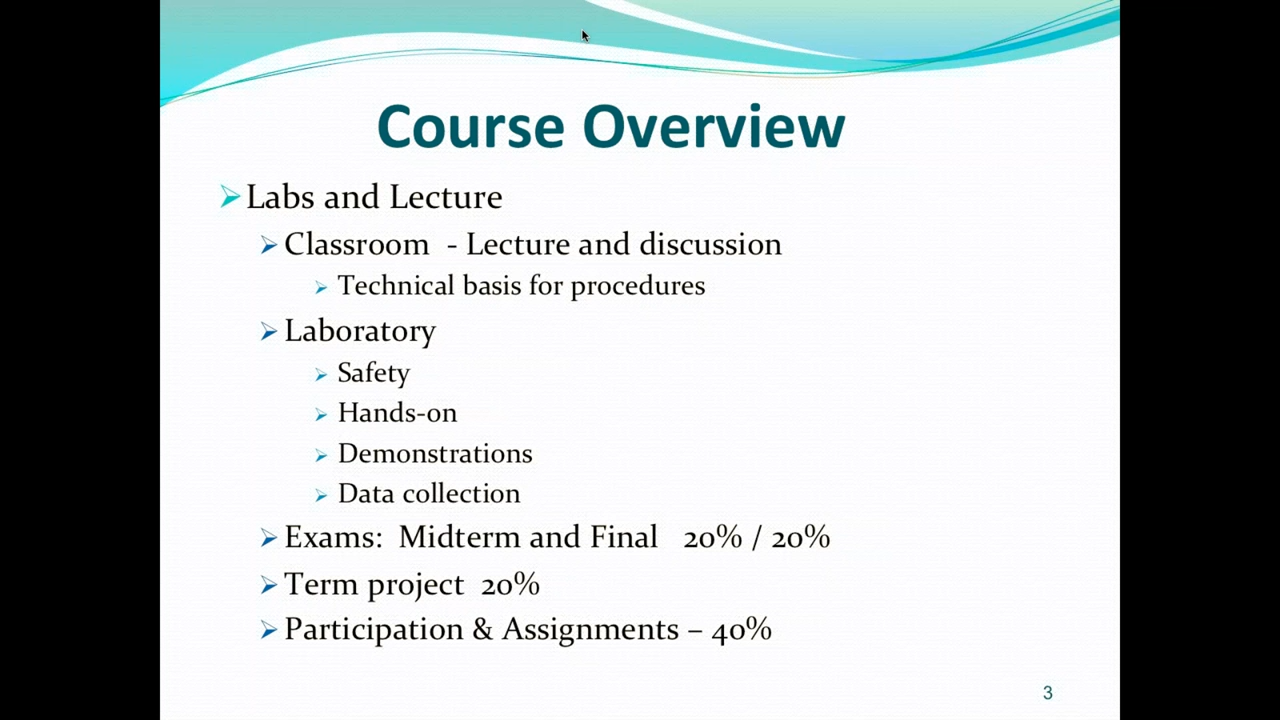 Course Overview
Labs and Lecture
Classroom - Lecture and discussion
Technical basis for procedures
Laboratory
Safety
Hands-on
Demonstrations
Data collection
Exams: Midterm and Final 20% / 20%
Term project 20%
Participation & Assignments – 40%
3